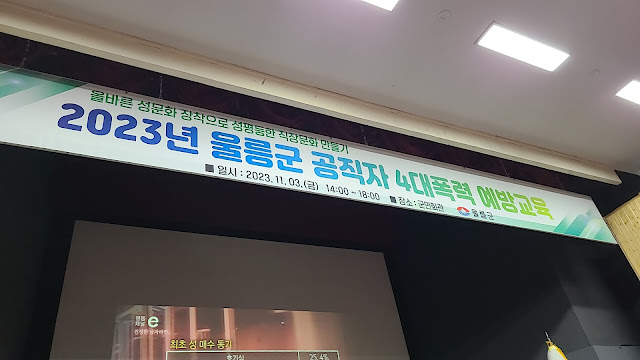 올바른 성문화 정착으로 성평등한 직장문화 만들기
2023년 울릉군 공직자 4대폭력 예방교육
■ 일시 : 2023. 11. 03.(금) 14:00 ~ 18:00 ■ 장소 : 군민회관 울릉군
e
최초 성 매수 동기
호기심 25.4%